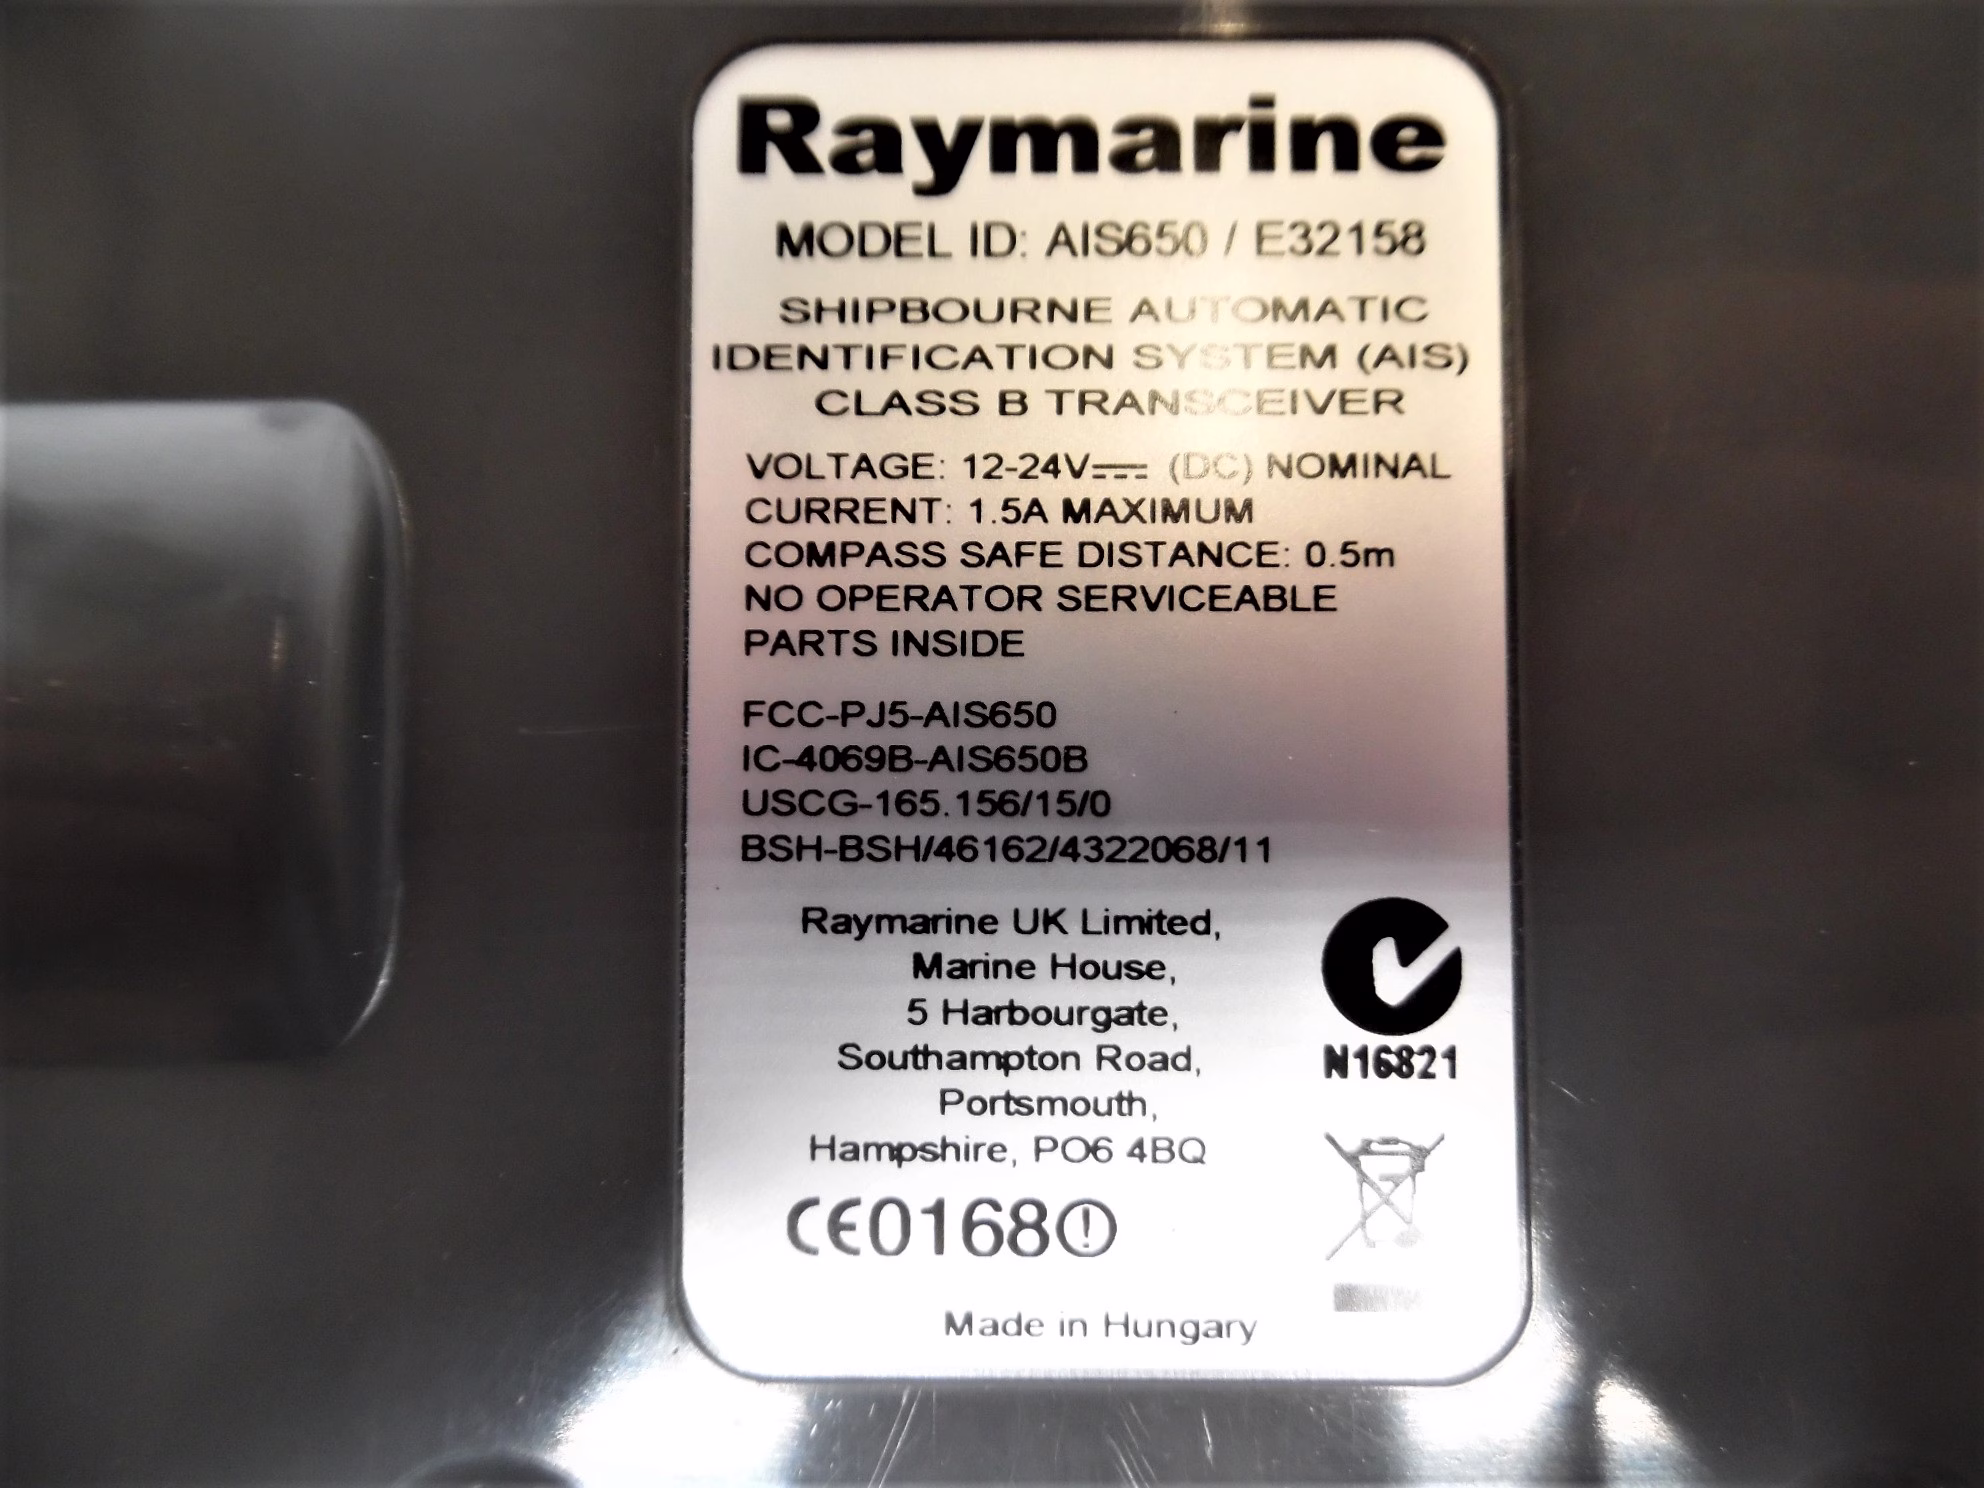 Raymarine
MODEL ID: AIS650 / E32158
SHIPBOURNE AUTOMATIC
IDENTIFICATION SYSTEM (AIS)
CLASS B TRANSCEIVER
VOLTAGE: 12-24V⎓ (DC) NOMINAL
CURRENT: 1.5A MAXIMUM
COMPASS SAFE DISTANCE: 0.5m
NO OPERATOR SERVICEABLE
PARTS INSIDE
FCC-PJ5-AIS650
IC-4069B-AIS650B
USCG-165.156/15/0
BSH-BSH/46162/4322068/11
Raymarine UK Limited,
Marine House,
5 Harbourgate,
Southampton Road,
Portsmouth,
Hampshire, PO6 4BQ
N16821
CE0168!
Made in Hungary